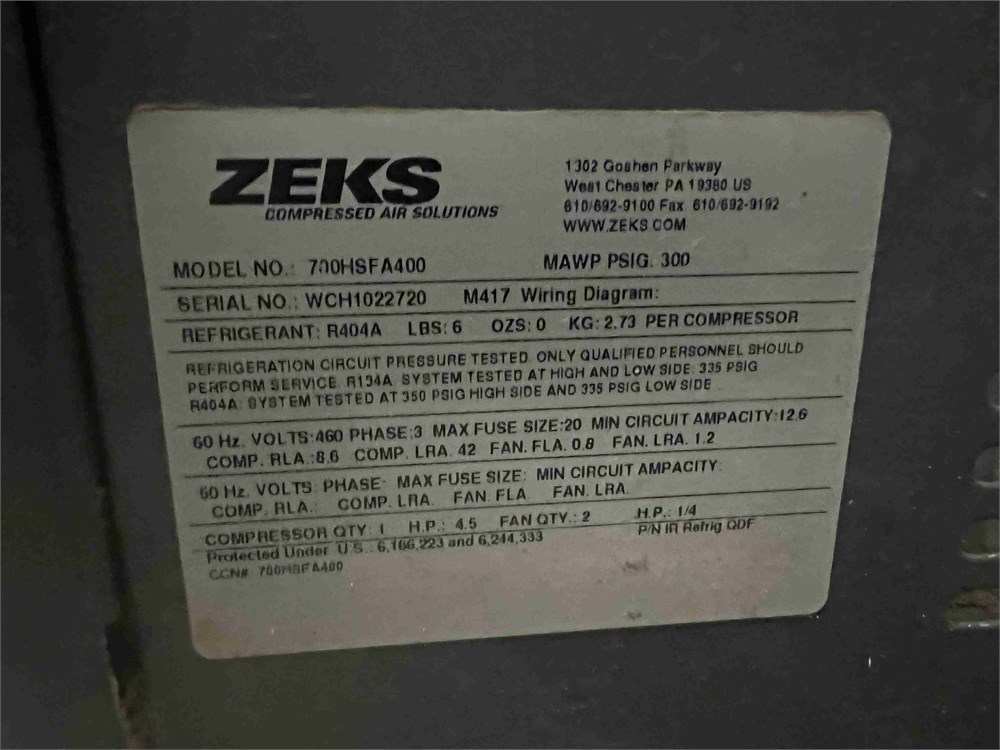 ZEKS
COMPRESSED AIR SOLUTIONS
1302 Goshen Parkway
West Chester PA 19380 US
610/692-9100 Fax 610/692-9192
WWW.ZEKS.COM
MODEL NO.: 700HSFA400 MAWP PSIG. 300
SERIAL NO.: WCH1022720 M417 Wiring Diagram:
REFRIGERANT: R404A LBS: 6 OZS: 0 KG: 2.73 PER COMPRESSOR
REFRIGERATION CIRCUIT PRESSURE TESTED. ONLY QUALIFIED PERSONNEL SHOULD
PERFORM SERVICE. R134A: SYSTEM TESTED AT HIGH AND LOW SIDE: 335 PSIG
R404A: SYSTEM TESTED AT 350 PSIG HIGH SIDE AND 335 PSIG LOW SIDE
60 Hz. VOLTS:460 PHASE:3 MAX FUSE SIZE:20 MIN CIRCUIT AMPACITY:12.6
COMP. RLA.:8.6 COMP. LRA. 42 FAN. FLA. 0.8 FAN. LRA. 1.2
60 Hz. VOLTS: PHASE: MAX FUSE SIZE: MIN CIRCUIT AMPACITY:
COMP. RLA.: COMP. LRA. FAN. FLA. FAN. LRA.
COMPRESSOR QTY: 1 H.P.: 4.5 FAN QTY.: 2 H.P.: 1/4
Protected Under U.S.: 6,166,223 and 6,244,333 P/N IR Refrig QDF
CCN# 700HSFA400